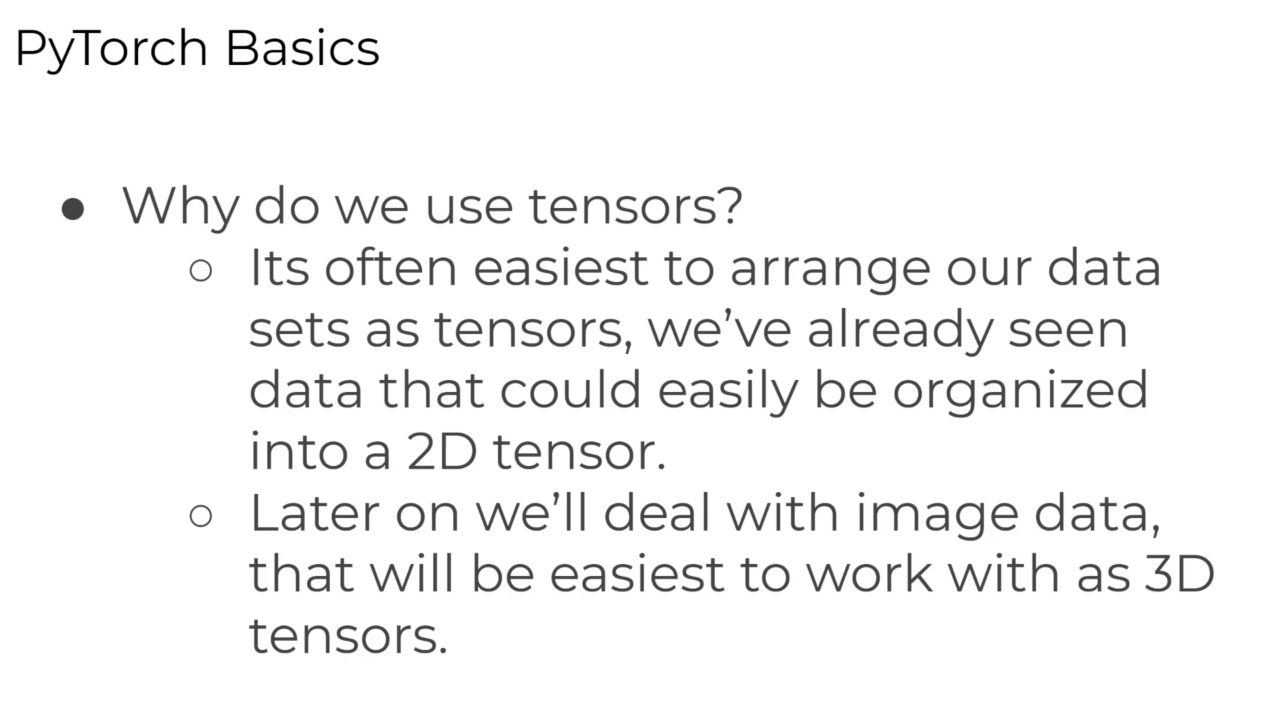 PyTorch Basics
● Why do we use tensors?
○ Its often easiest to arrange our data
sets as tensors, we’ve already seen
data that could easily be organized
into a 2D tensor.
○ Later on we’ll deal with image data,
that will be easiest to work with as 3D
tensors.